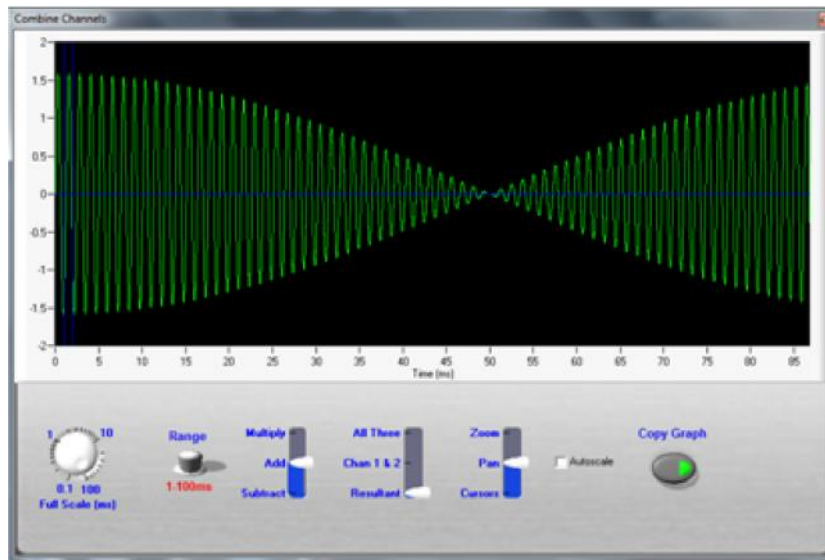 Combine Channels
2
1.5
1
0.5
0
-0.5
-1
-1.5
-2
0 5 10 15 20 25 30 35 40 45 50 55 60 65 70 75 80 85
Time (ms)
1 10
0.1 100
Full Scale (ms)
Range
1-100ms
Multiply
Add
Subtract
All Three
Chan 1 & 2
Resultant
Zoom
Pan
Cursors
Autoscale
Copy Graph